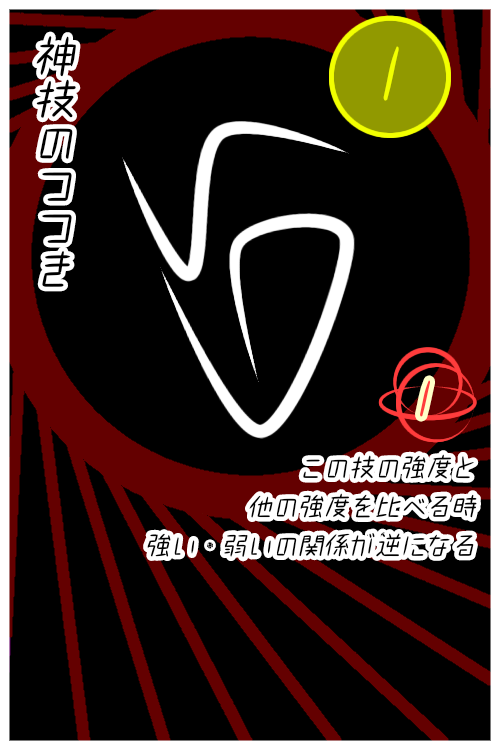 神技のつつき
1
1
この技の強度と
他の強度を比べる時
強い・弱いの関係が逆になる